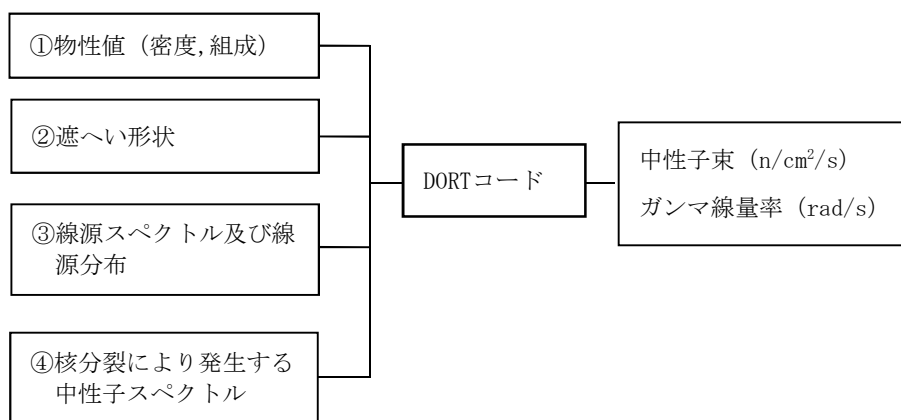 ①物性値（密度,組成）
②遮へい形状
③線源スペクトル及び線
源分布
④核分裂により発生する
中性子スペクトル
DORTコード
中性子束（n/cm²/s）
ガンマ線量率（rad/s）